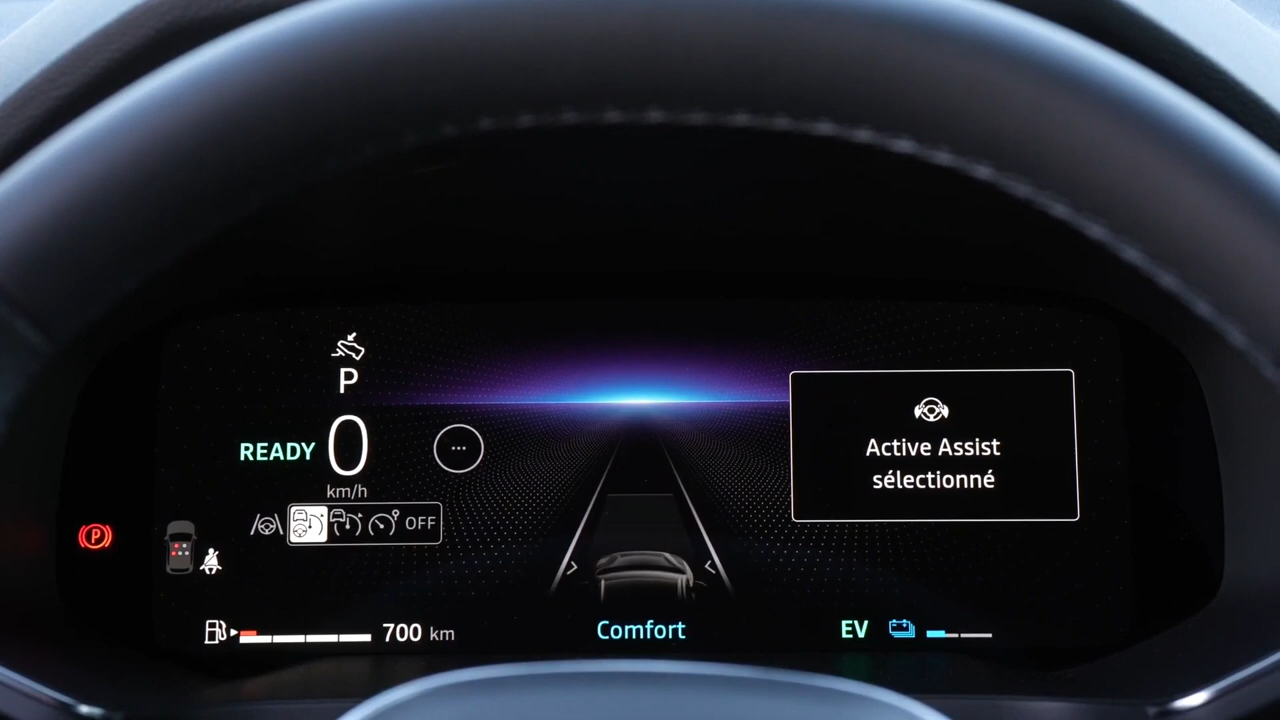 P
READY 0
km/h
OFF
Active Assist
sélectionné
P
700 km
Comfort
EV